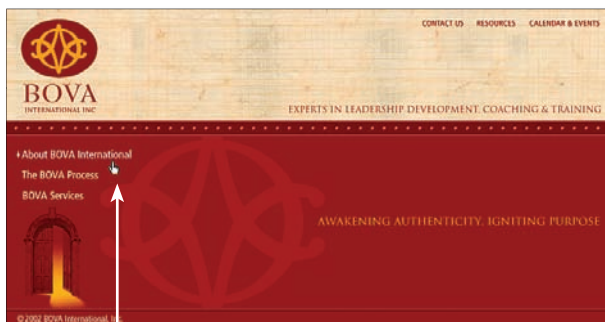 CONTACT US RESOURCES CALENDAR & EVENTS
BOVA
INTERNATIONAL INC
EXPERTS IN LEADERSHIP DEVELOPMENT, COACHING & TRAINING
About BOVA International
The BOVA Process
BOVA Services
AWAKENING AUTHENTICITY, IGNITING PURPOSE
© 2002 BOVA International, Inc.